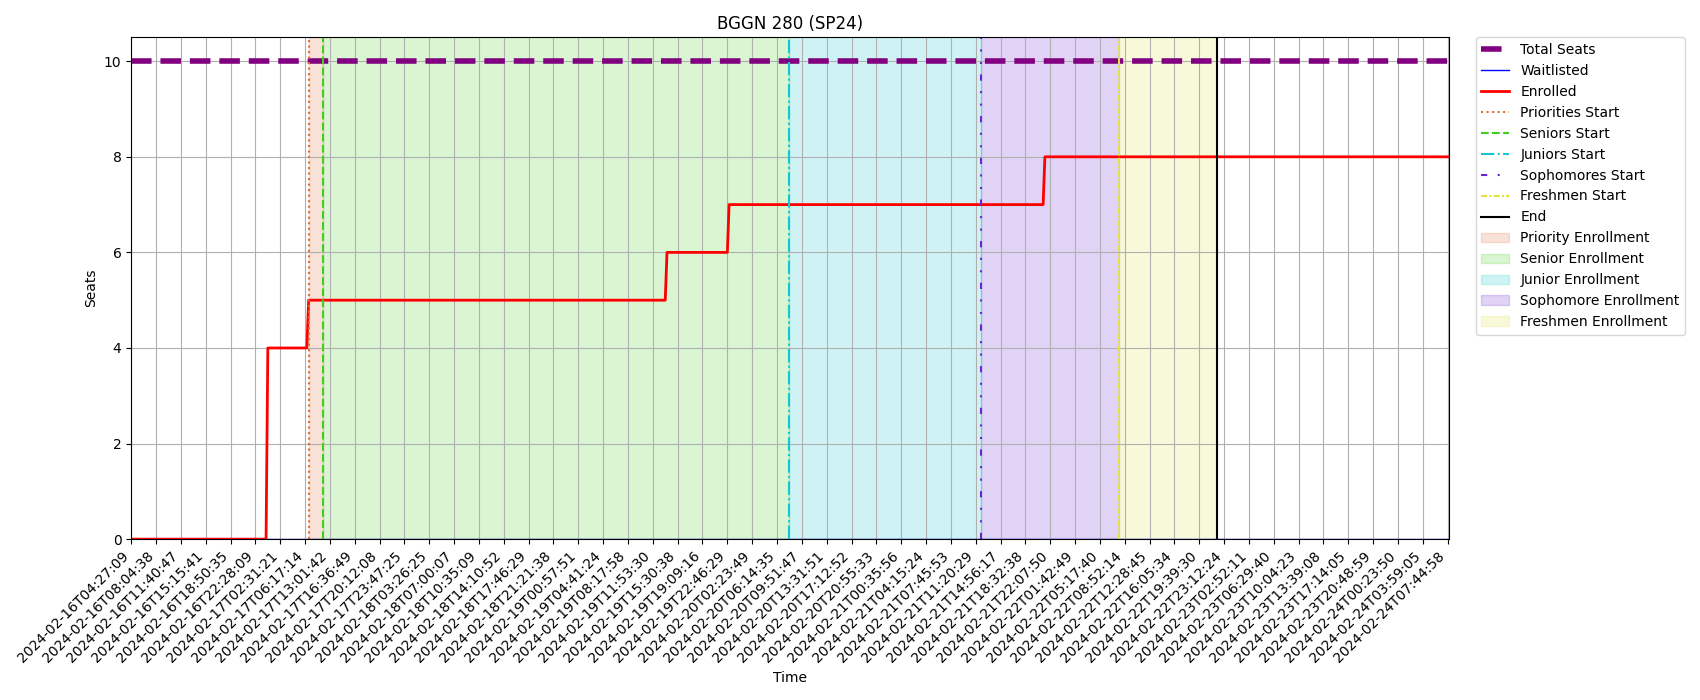 BGGN 280 (SP24)
10
8
6
4
2
0
Seats
2024-02-16T04:27:09
2024-02-16T08:04:38
2024-02-16T11:40:47
2024-02-16T15:15:41
2024-02-16T18:50:35
2024-02-16T22:28:09
2024-02-17T02:31:21
2024-02-17T06:17:14
2024-02-17T13:01:42
2024-02-17T16:36:49
2024-02-17T20:12:08
2024-02-17T23:47:25
2024-02-18T03:26:25
2024-02-18T07:00:07
2024-02-18T10:35:09
2024-02-18T14:10:52
2024-02-18T17:46:29
2024-02-18T21:21:38
2024-02-19T00:57:51
2024-02-19T04:41:24
2024-02-19T08:17:58
2024-02-19T11:53:30
2024-02-19T15:30:38
2024-02-19T19:09:16
2024-02-19T22:46:29
2024-02-20T02:23:49
2024-02-20T06:14:35
2024-02-20T09:51:47
2024-02-20T13:31:51
2024-02-20T17:12:52
2024-02-20T20:55:33
2024-02-21T00:35:56
2024-02-21T04:15:24
2024-02-21T07:45:53
2024-02-21T11:20:29
2024-02-21T14:56:17
2024-02-21T18:32:38
2024-02-21T22:07:50
2024-02-22T01:42:49
2024-02-22T05:17:40
2024-02-22T08:52:14
2024-02-22T12:28:45
2024-02-22T16:05:34
2024-02-22T19:39:30
2024-02-22T23:12:24
2024-02-23T02:52:11
2024-02-23T06:29:40
2024-02-23T10:04:23
2024-02-23T13:39:08
2024-02-23T17:14:05
2024-02-23T20:48:59
2024-02-24T00:23:50
2024-02-24T03:59:05
2024-02-24T07:44:58
Time
Total Seats
Waitlisted
Enrolled
Priorities Start
Seniors Start
Juniors Start
Sophomores Start
Freshmen Start
End
Priority Enrollment
Senior Enrollment
Junior Enrollment
Sophomore Enrollment
Freshmen Enrollment